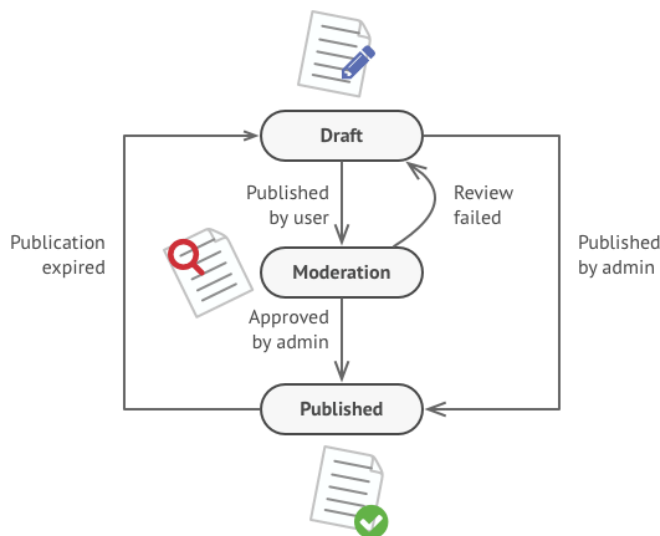 Draft
Published
by user
Review
failed
Publication
expired
Moderation
Published
by admin
Approved
by admin
Published